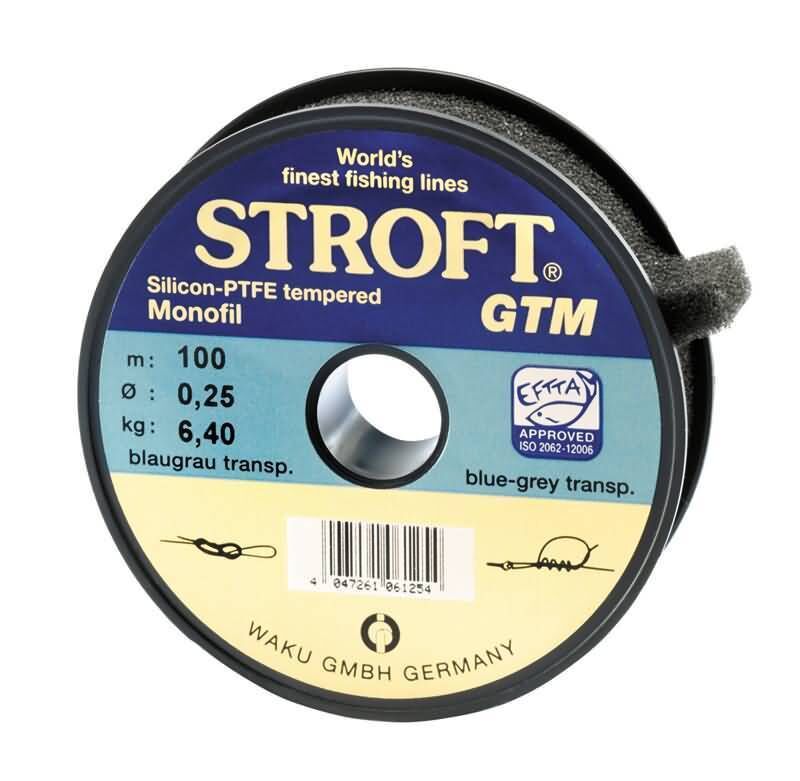 World's
finest fishing lines
STROFT®
Silicon-PTFE tempered
Monofil
GTM
m: 100
Ø: 0,25
kg: 6,40
blaugrau transp.
EFTTA
APPROVED
ISO 2062-12006
blue-grey transp.
4 047261 061254
WAKU GMBH GERMANY